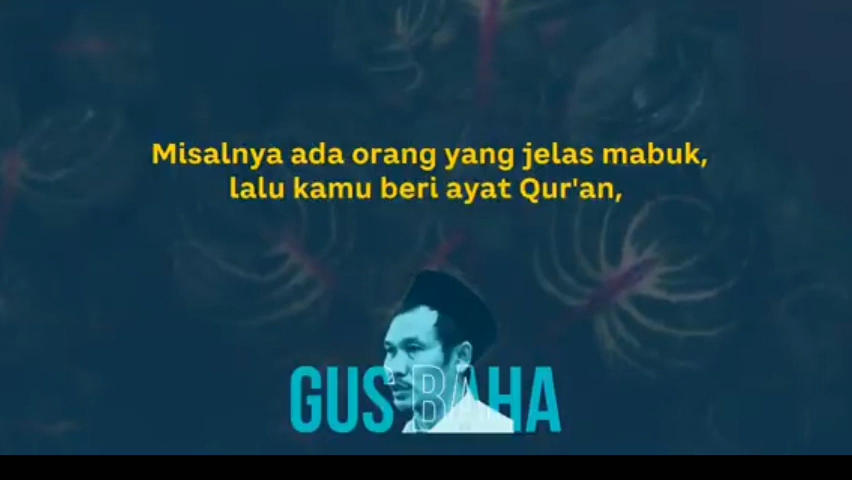 Misalnya ada orang yang jelas mabuk,
lalu kamu beri ayat Qur'an,
GUS BAHA